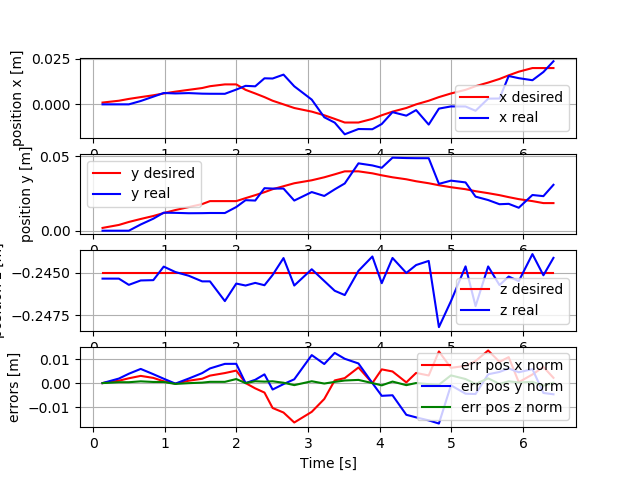 position x [m]
0.025
0.000
x desired
x real
position y [m]
0.05
0.00
y desired
y real
−0.2450
−0.2475
z desired
z real
errors [m]
0.01
0.00
−0.01
err pos x norm
err pos y norm
err pos z norm
0 1 2 3 4 5 6
Time [s]